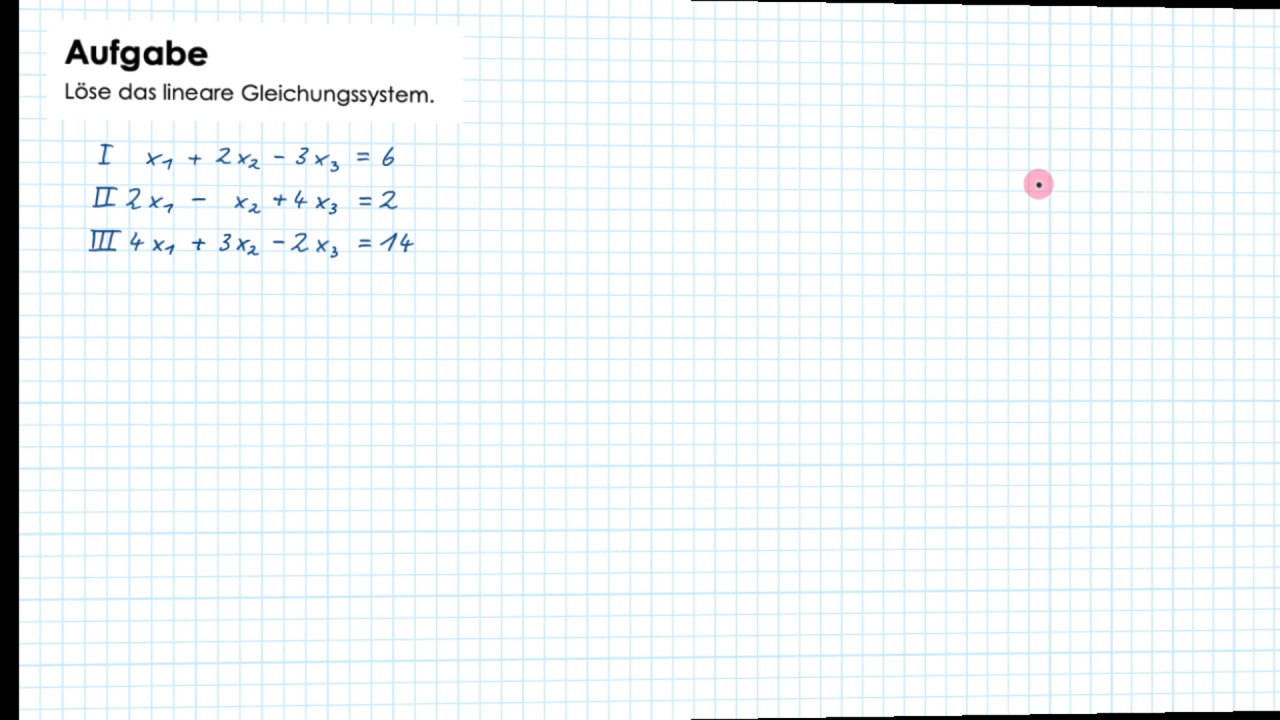 Aufgabe
Löse das lineare Gleichungssystem.
I x₁ + 2x₂ - 3x₃ = 6
II 2x₁ - x₂ + 4x₃ = 2
III 4x₁ + 3x₂ - 2x₃ = 14